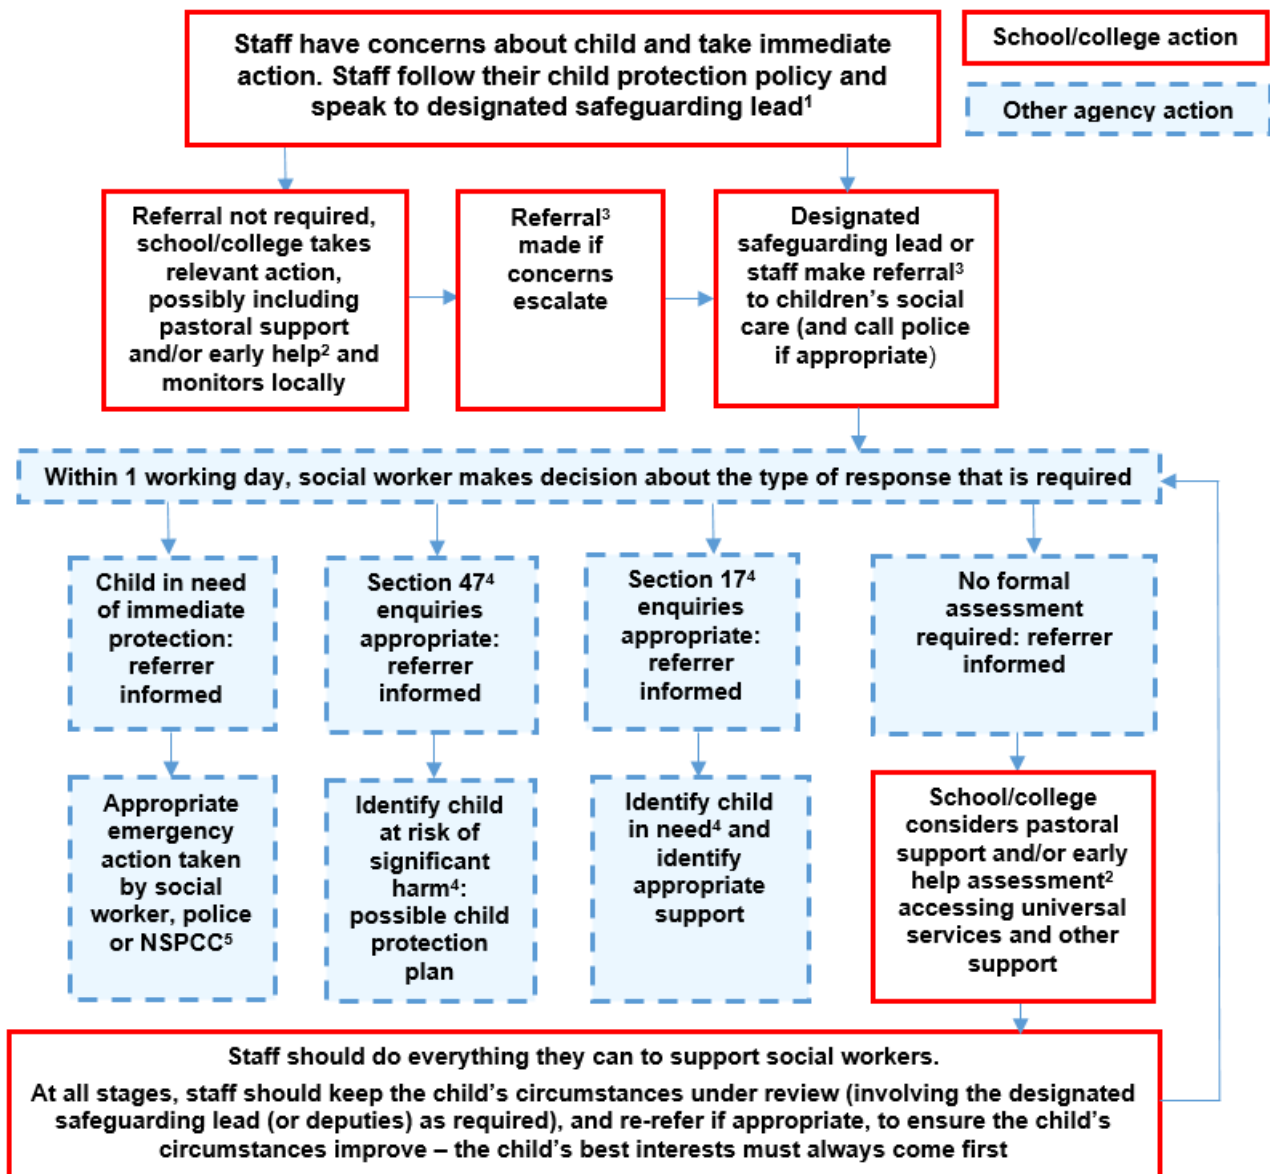 Staff have concerns about child and take immediate
action. Staff follow their child protection policy and
speak to designated safeguarding lead¹
School/college action
Other agency action
Referral not required,
school/college takes
relevant action,
possibly including
pastoral support
and/or early help² and
monitors locally
Referral³
made if
concerns
escalate
Designated
safeguarding lead or
staff make referral³
to children’s social
care (and call police
if appropriate)
Within 1 working day, social worker makes decision about the type of response that is required
Child in need
of immediate
protection:
referrer
informed
Section 47⁴
enquiries
appropriate:
referrer
informed
Section 17⁴
enquiries
appropriate:
referrer
informed
No formal
assessment
required: referrer
informed
Appropriate
emergency
action taken
by social
worker, police
or NSPCC⁵
Identify child
at risk of
significant
harm⁴:
possible child
protection
plan
Identify child
in need⁴ and
identify
appropriate
support
School/college
considers pastoral
support and/or early
help assessment²
accessing universal
services and other
support
Staff should do everything they can to support social workers.
At all stages, staff should keep the child’s circumstances under review (involving the designated
safeguarding lead (or deputies) as required), and re-refer if appropriate, to ensure the child’s
circumstances improve – the child’s best interests must always come first